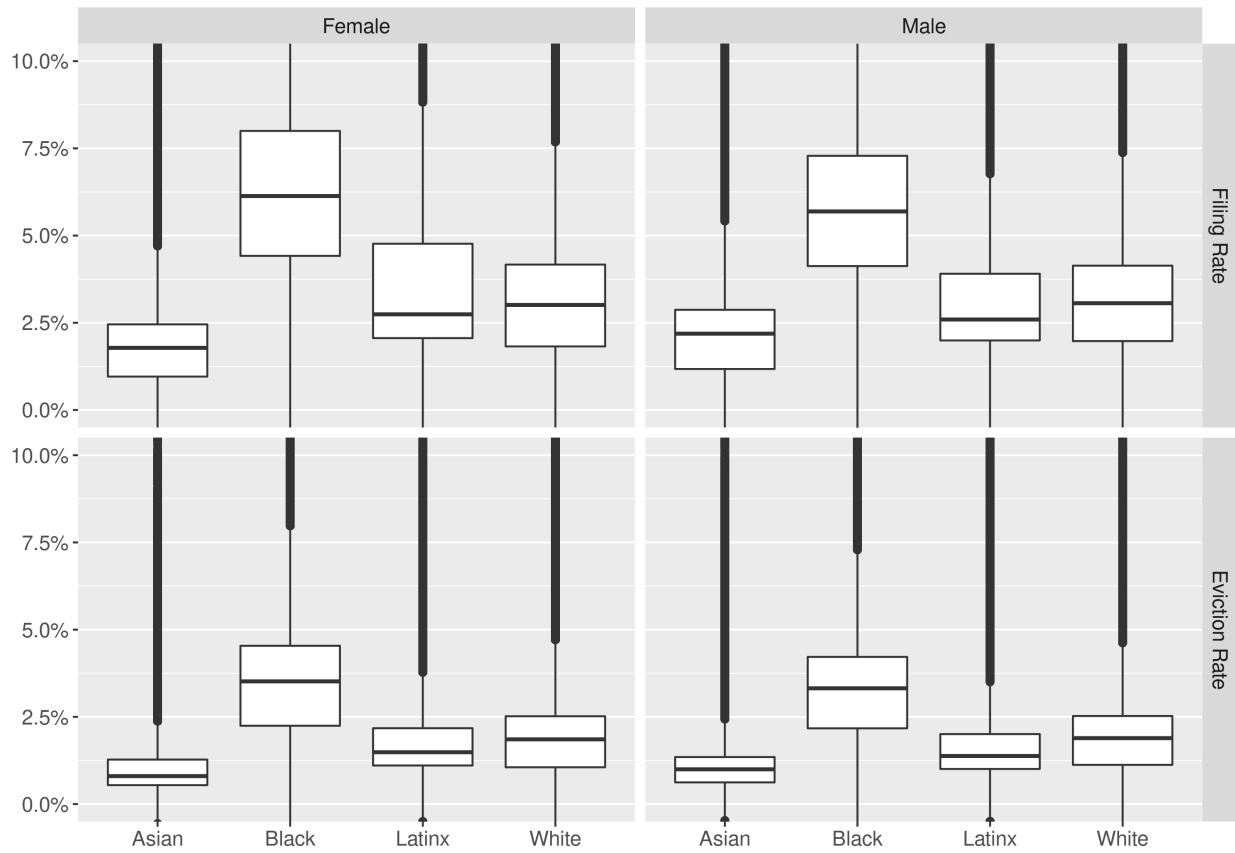 Female
Male
10.0%
7.5%
5.0%
2.5%
0.0%
Filing Rate
10.0%
7.5%
5.0%
2.5%
0.0%
Eviction Rate
Asian
Black
Latinx
White
Asian
Black
Latinx
White